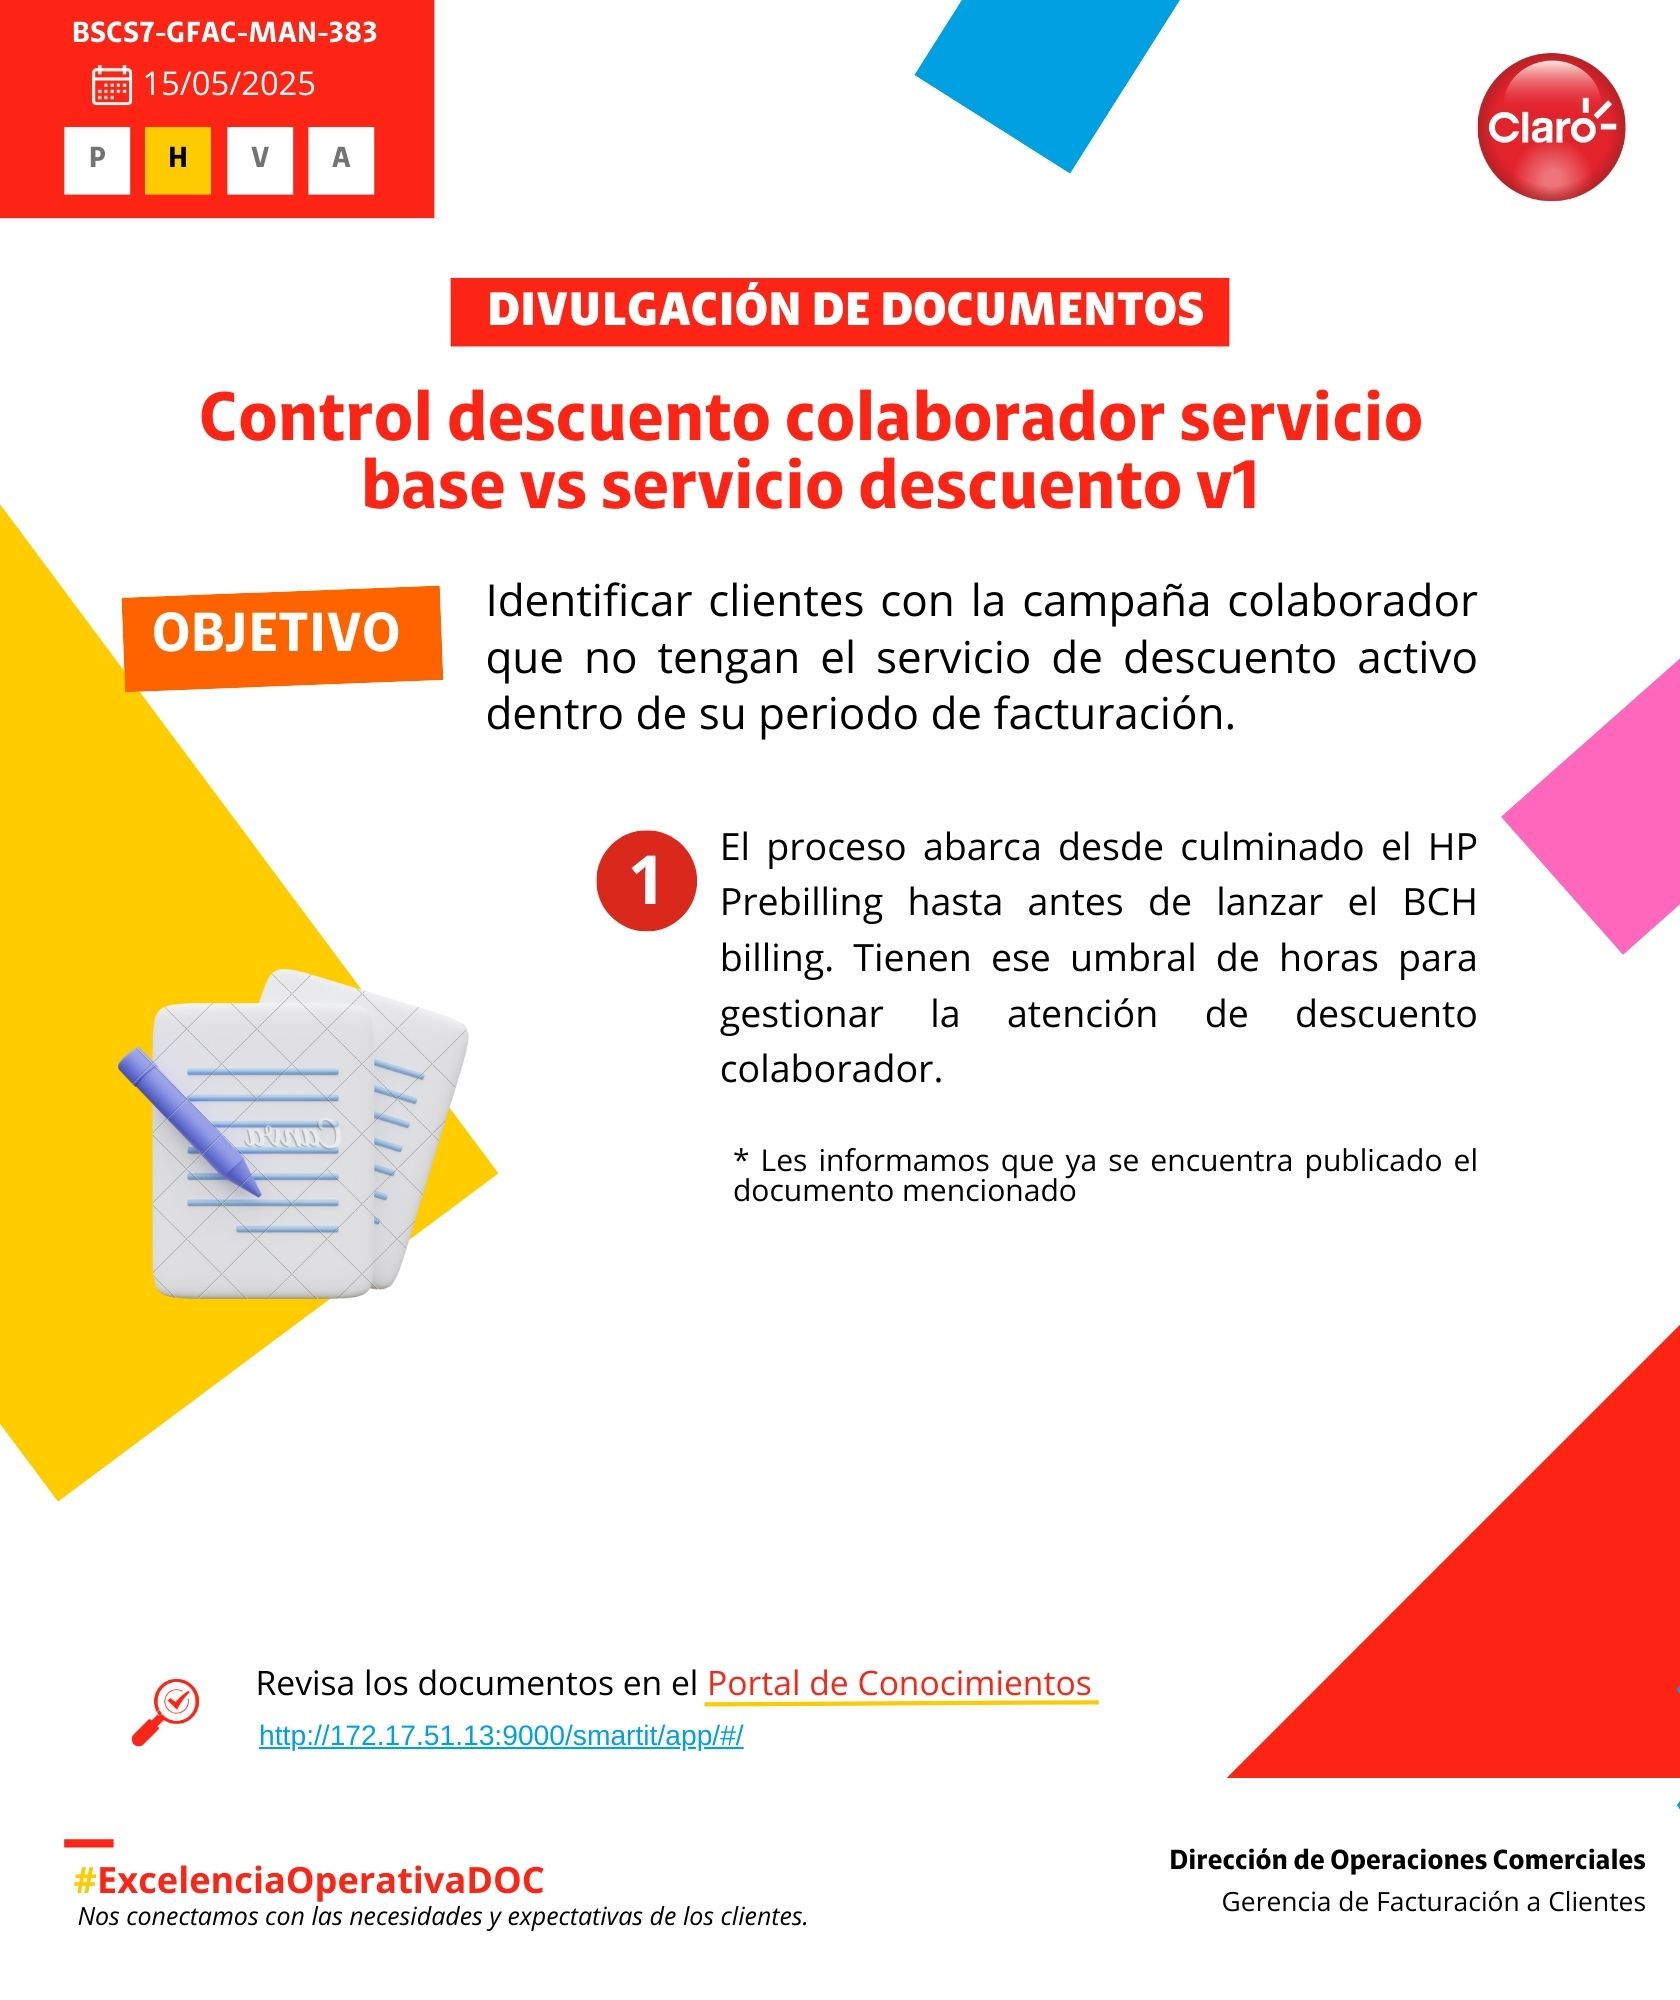 BSCS7-GFAC-MAN-383
15/05/2025
P H V A
Claro
DIVULGACIÓN DE DOCUMENTOS
Control descuento colaborador servicio
base vs servicio descuento v1
OBJETIVO
Identificar clientes con la campaña colaborador
que no tengan el servicio de descuento activo
dentro de su periodo de facturación.
1
El proceso abarca desde culminado el HP
Prebilling hasta antes de lanzar el BCH
billing. Tienen ese umbral de horas para
gestionar la atención de descuento
colaborador.
* Les informamos que ya se encuentra publicado el
documento mencionado
Canva
Revisa los documentos en el Portal de Conocimientos
http://172.17.51.13:9000/smartit/app/#/
#ExcelenciaOperativaDOC
Nos conectamos con las necesidades y expectativas de los clientes.
Dirección de Operaciones Comerciales
Gerencia de Facturación a Clientes